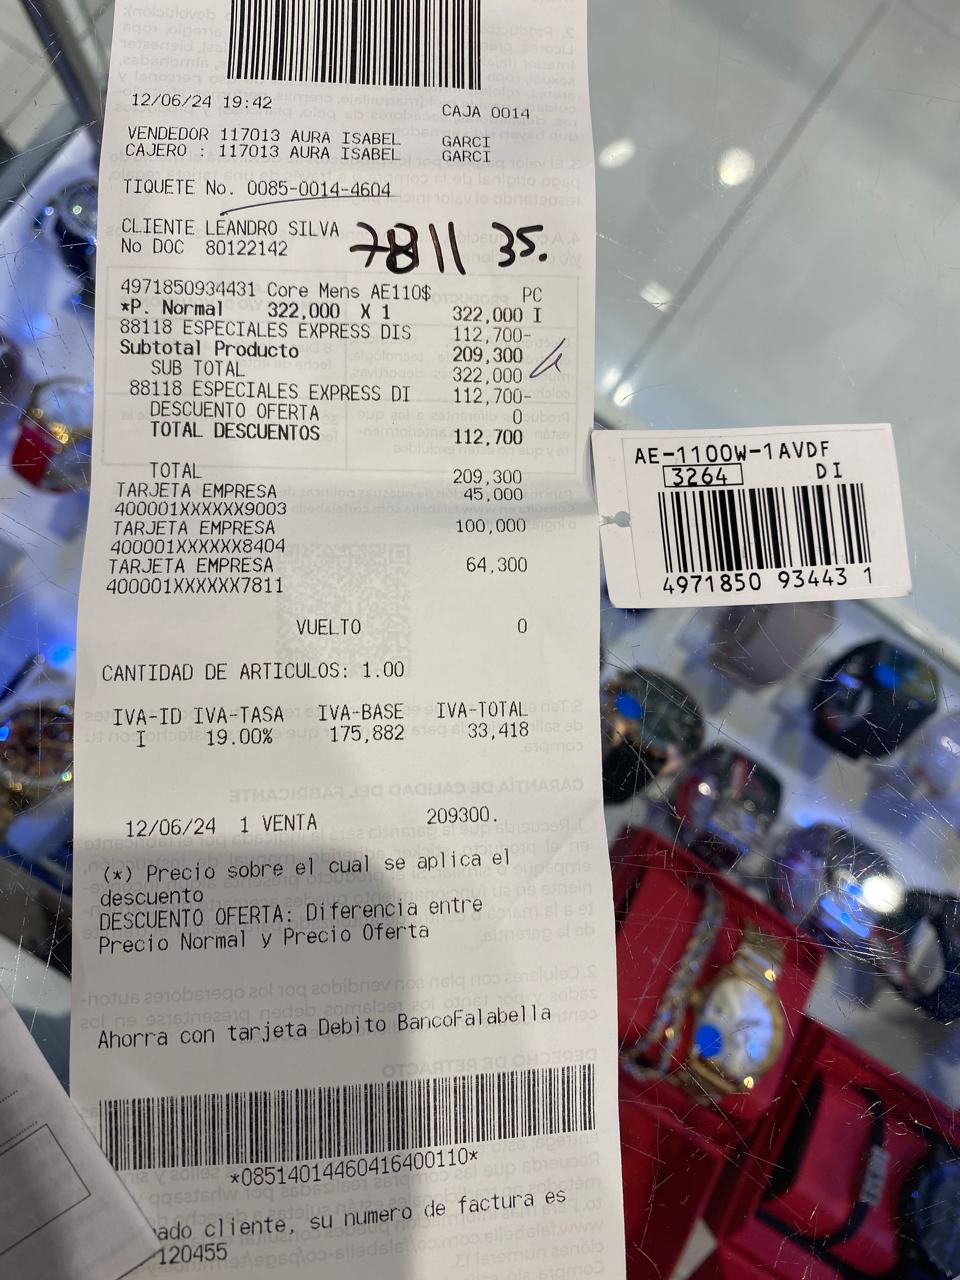 12/06/24 19:42 CAJA 0014
VENDEDOR 117013 AURA ISABEL GARCI
CAJERO : 117013 AURA ISABEL GARCI
TIQUETE No. 0085-0014-4604
CLIENTE LEANDRO SILVA
No DOC 80122142
7811 35.
4971850934431 Core Mens AE110$ PC
*P. Normal 322,000 X 1 322,000 I
88118 ESPECIALES EXPRESS DIS 112,700-
Subtotal Producto 209,300
SUB TOTAL 322,000
88118 ESPECIALES EXPRESS DI 112,700-
DESCUENTO OFERTA 0
TOTAL DESCUENTOS 112,700
TOTAL 209,300
TARJETA EMPRESA 45,000
400001XXXXXX9003
TARJETA EMPRESA 100,000
400001XXXXXX8404
TARJETA EMPRESA 64,300
400001XXXXXX7811
VUELTO 0
CANTIDAD DE ARTICULOS: 1.00
IVA-ID IVA-TASA IVA-BASE IVA-TOTAL
I 19.00% 175,882 33,418
12/06/24 1 VENTA 209300.
(*) Precio sobre el cual se aplica el
descuento
DESCUENTO OFERTA: Diferencia entre
Precio Normal y Precio Oferta
Ahorra con tarjeta Debito BancoFalabella
*08514014460416400110*
ado cliente, su numero de factura es
120455
AE-1100W-1AVDF
3264 DI
4971850 93443 1